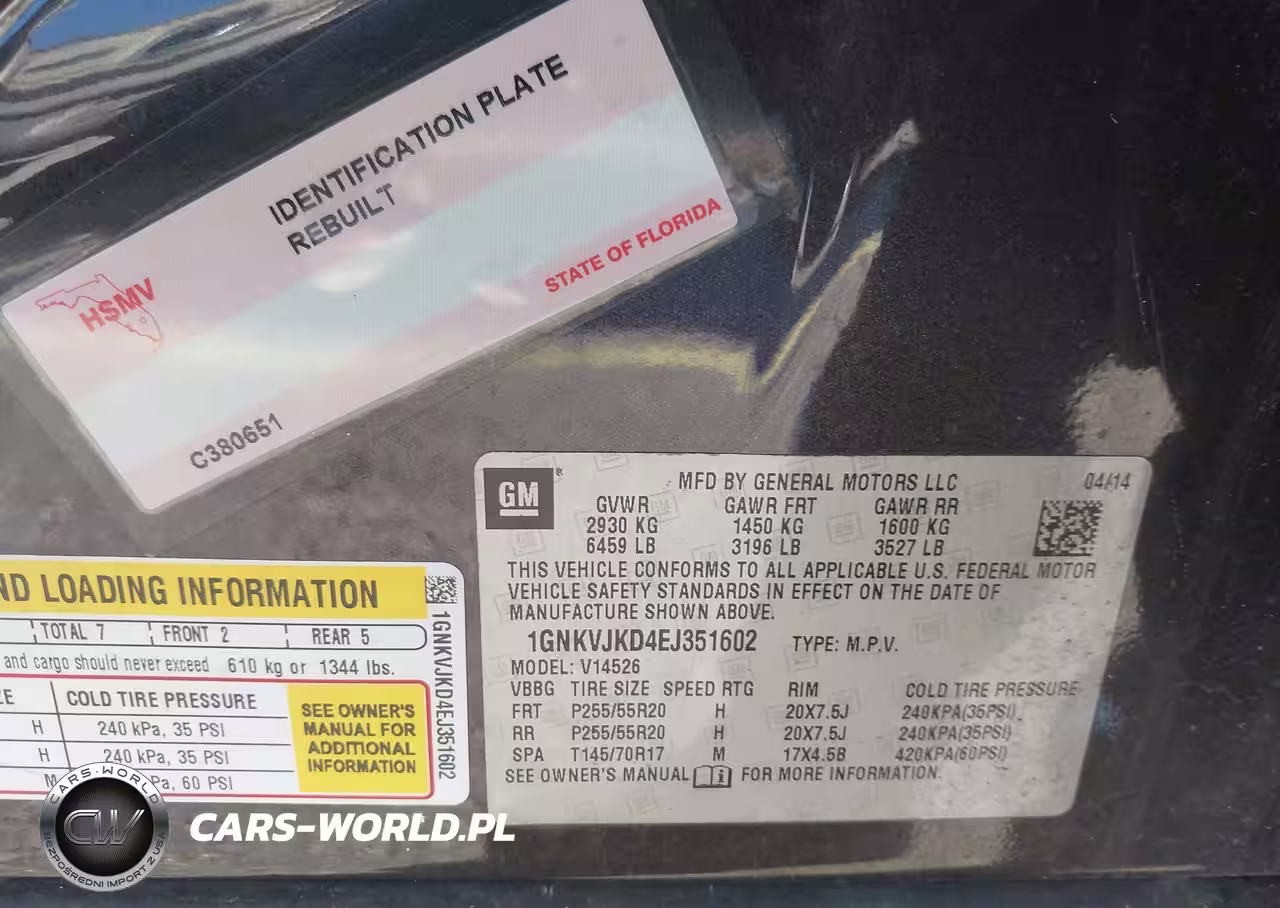 IDENTIFICATION PLATE
REBUILT
HSMV
STATE OF FLORIDA
C380651
GM
MFD BY GENERAL MOTORS LLC 04/14
GVWR GAWR FRT GAWR RR
2930 KG 1450 KG 1600 KG
6459 LB 3196 LB 3527 LB
THIS VEHICLE CONFORMS TO ALL APPLICABLE U.S. FEDERAL MOTOR
VEHICLE SAFETY STANDARDS IN EFFECT ON THE DATE OF
MANUFACTURE SHOWN ABOVE.
1GNKVJKD4EJ351602 TYPE: M.P.V.
MODEL: V14526
VBBG TIRE SIZE SPEED RTG RIM COLD TIRE PRESSURE
FRT P255/55R20 H 20X7.5J 240KPA(35PSI)
RR P255/55R20 H 20X7.5J 240KPA(35PSI)
SPA T145/70R17 M 17X4.5B 420KPA(60PSI)
SEE OWNER'S MANUAL FOR MORE INFORMATION.
ND LOADING INFORMATION
TOTAL 7 FRONT 2 REAR 5
and cargo should never exceed 610 kg or 1344 lbs.
ZE COLD TIRE PRESSURE
H 240 kPa, 35 PSI
H 240 kPa, 35 PSI
M Pa, 60 PSI
SEE OWNER'S
MANUAL FOR
ADDITIONAL
INFORMATION
1GNKVJKD4EJ351602
CARS-WORLD
CW
BEZPOŚREDNI IMPORT Z USA
CARS-WORLD.PL